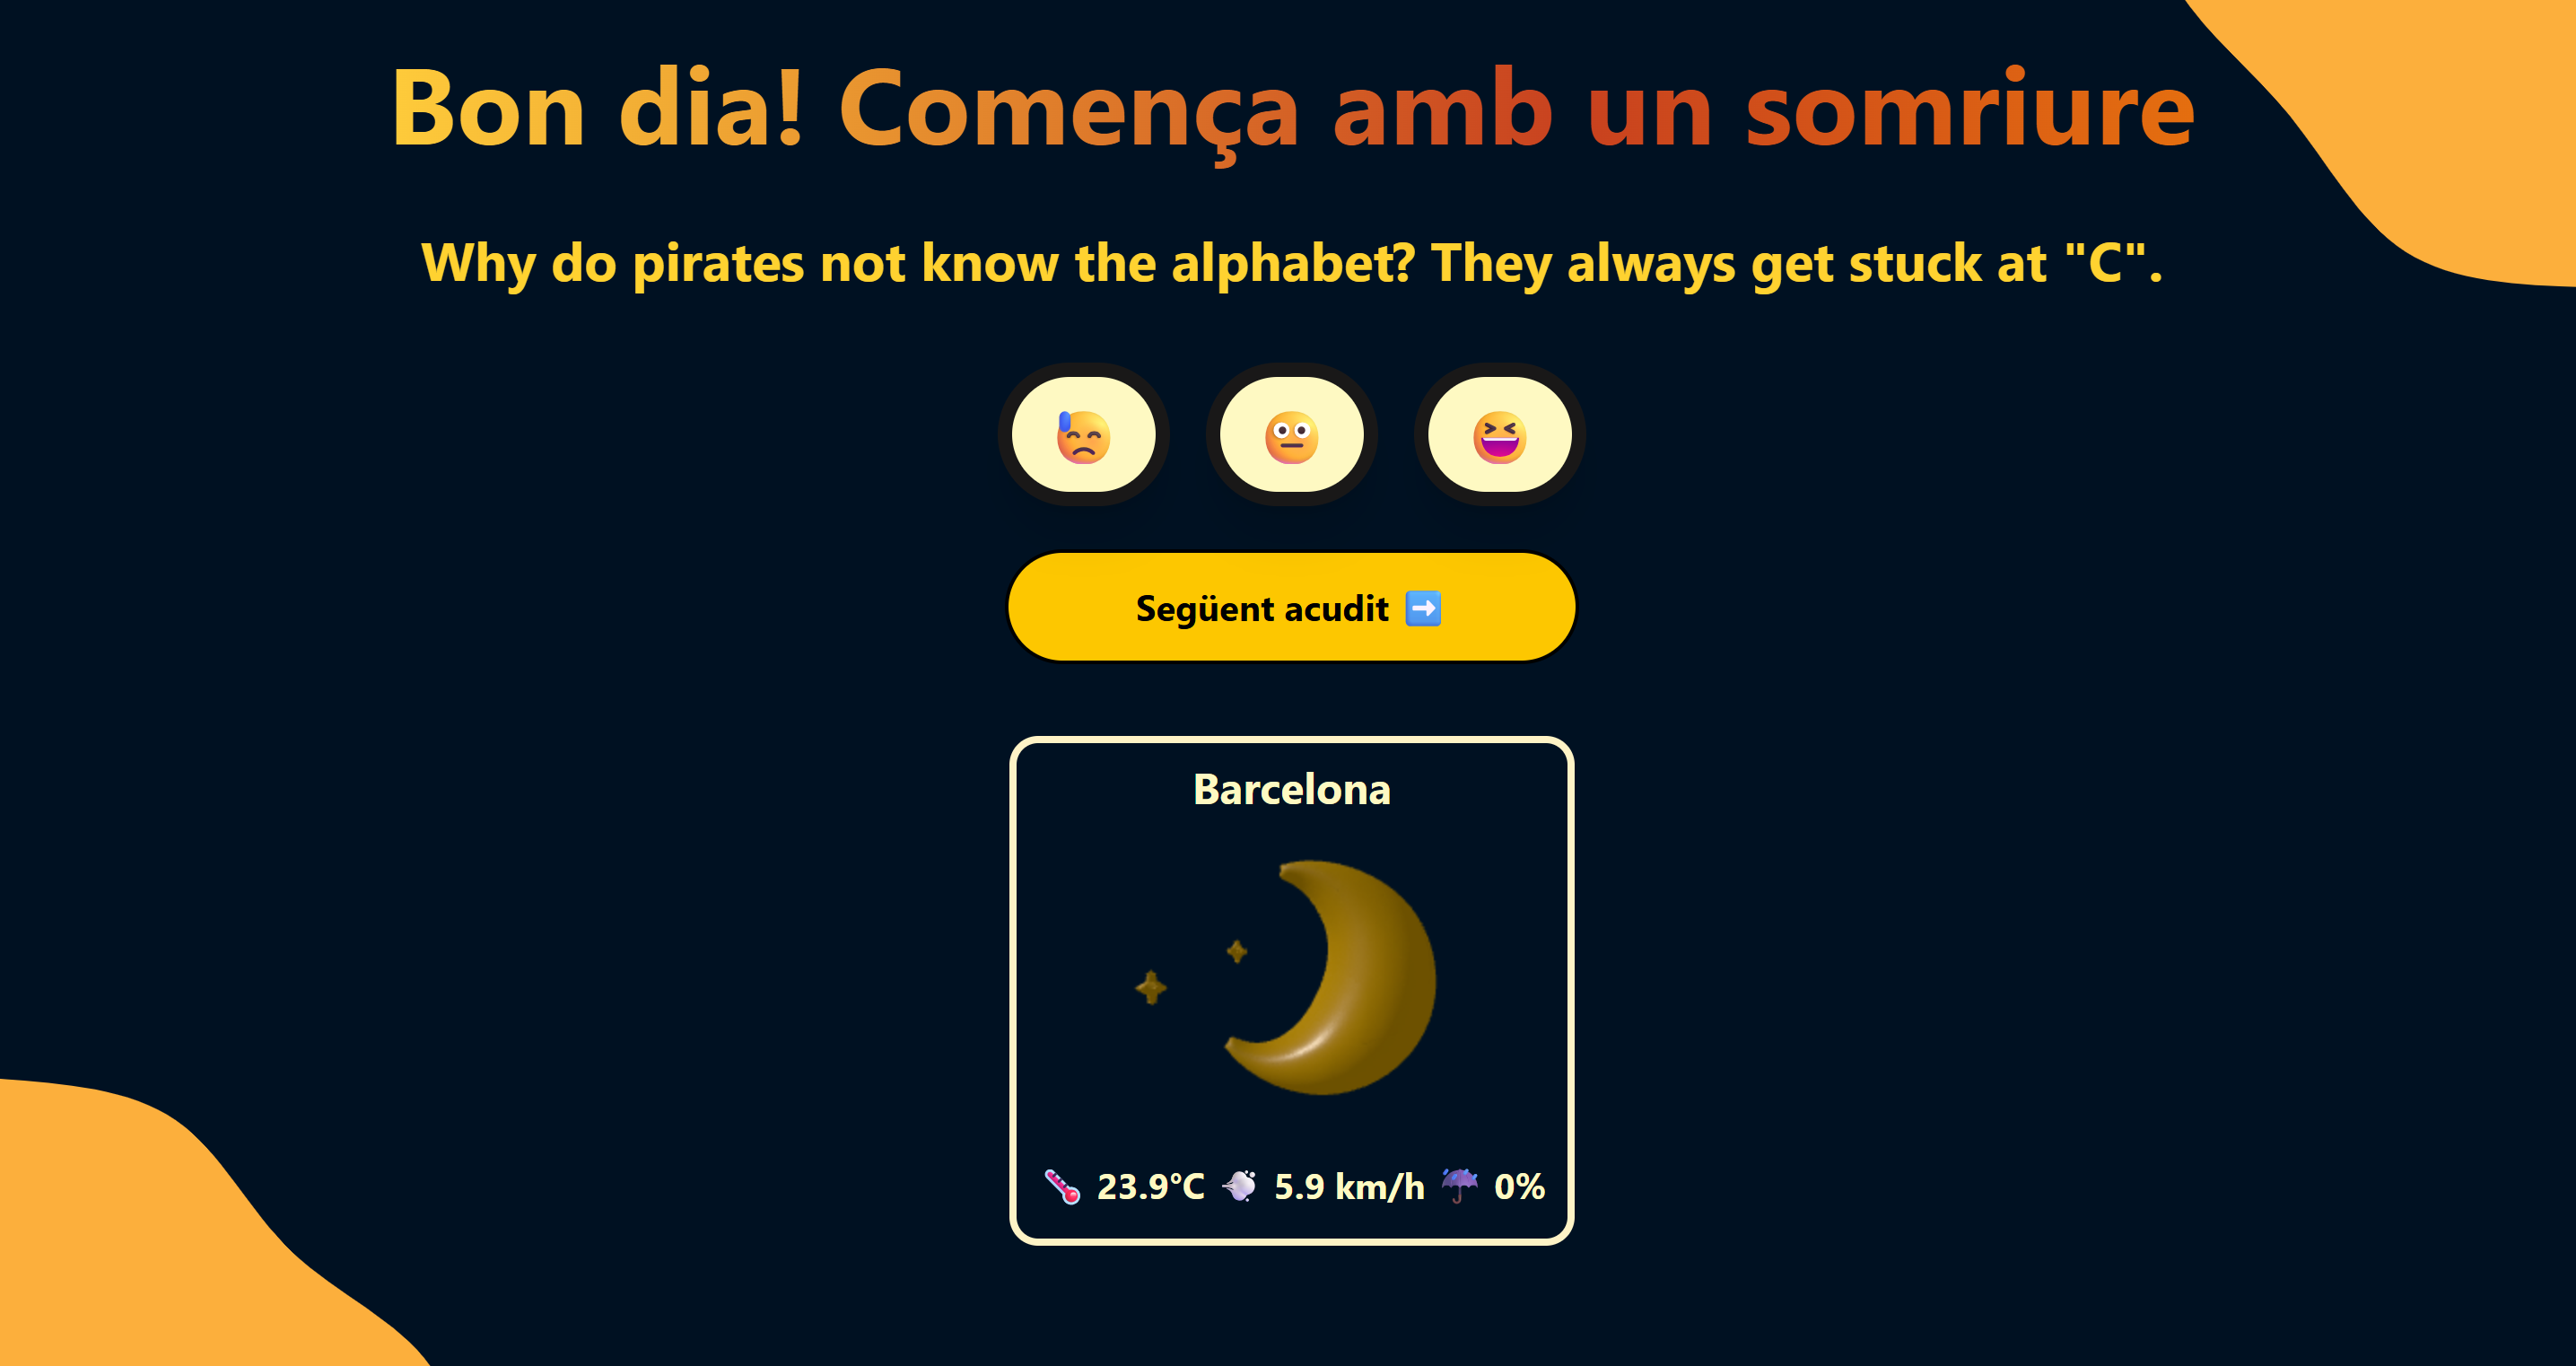 Bon dia! Comença amb un somriure
Why do pirates not know the alphabet? They always get stuck at "C".
Següent acudit ➡️
Barcelona
23.9°C 5.9 km/h 0%